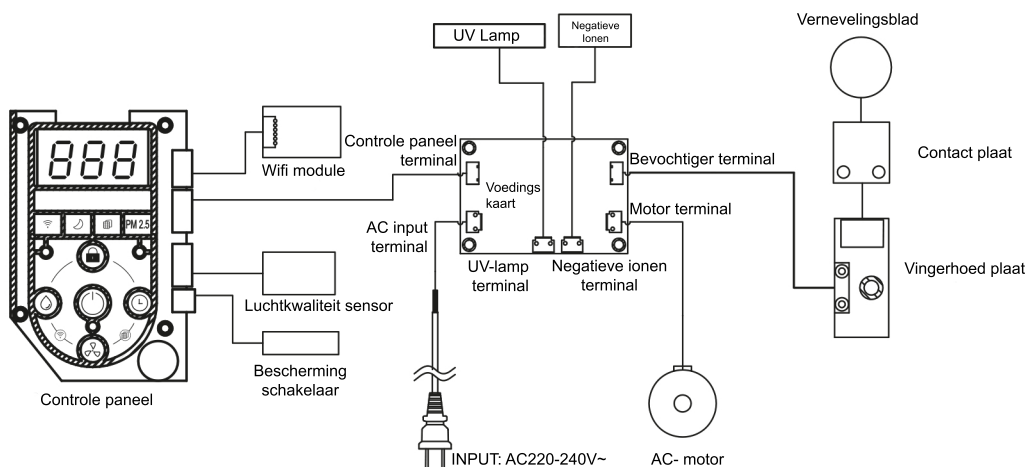 Vernevelingsblad
UV Lamp
Negatieve
Ionen
888
Wifi module
Controle paneel
terminal
Voedings
kaart
Bevochtiger terminal
Contact plaat
PM 2.5
AC input
terminal
Motor terminal
UV-lamp
terminal
Negatieve ionen
terminal
Vingerhoed plaat
Luchtkwaliteit sensor
Bescherming
schakelaar
Controle paneel
INPUT: AC220-240V~
AC- motor